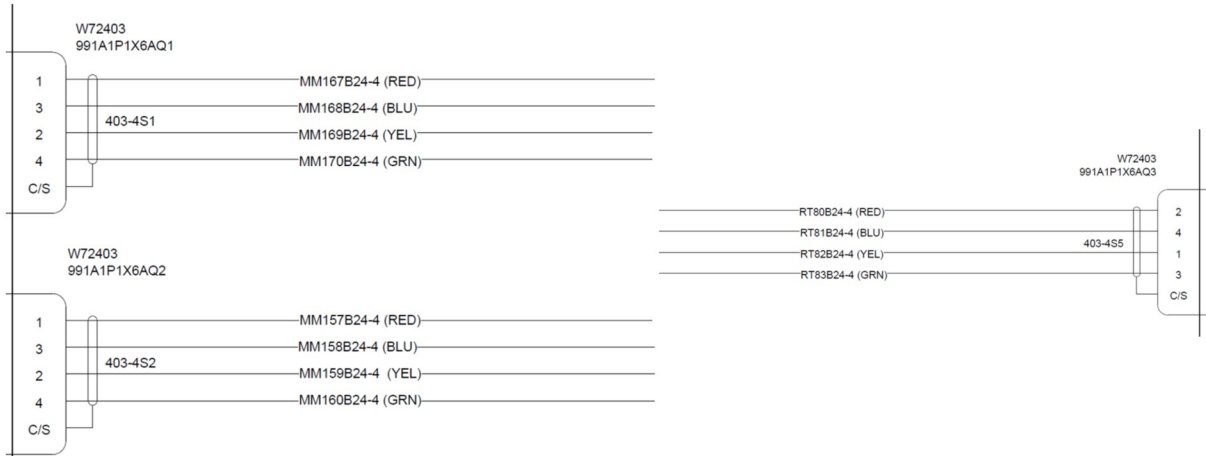 W72403
991A1P1X6AQ1
1 MM167B24-4 (RED)
3 MM168B24-4 (BLU)
403-4S1
2 MM169B24-4 (YEL)
4 MM170B24-4 (GRN)
C/S
W72403
991A1P1X6AQ2
1 MM157B24-4 (RED)
3 MM158B24-4 (BLU)
403-4S2
2 MM159B24-4 (YEL)
4 MM160B24-4 (GRN)
C/S
W72403
991A1P1X6AQ3
RT80B24-4 (RED) 2
RT81B24-4 (BLU) 4
403-4S5
RT82B24-4 (YEL) 1
RT83B24-4 (GRN) 3
C/S